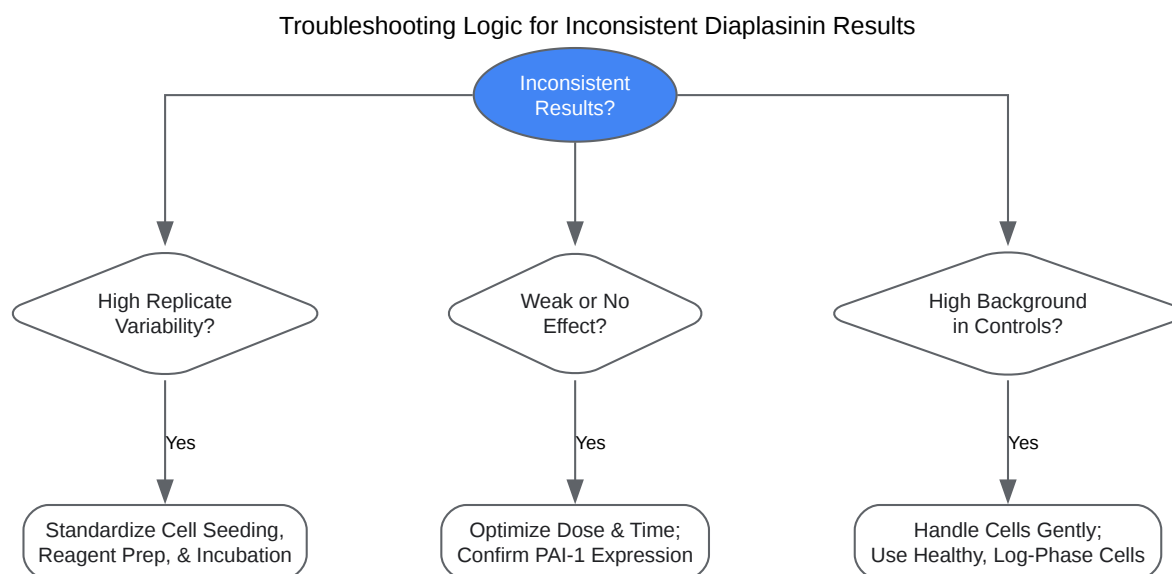 Troubleshooting Logic for Inconsistent Diaplasinin Results
Inconsistent
Results?
High Replicate
Variability?
Weak or No
Effect?
High Background
in Controls?
Yes
Yes
Yes
Standardize Cell Seeding,
Reagent Prep, & Incubation
Optimize Dose & Time;
Confirm PAI-1 Expression
Handle Cells Gently;
Use Healthy, Log-Phase Cells